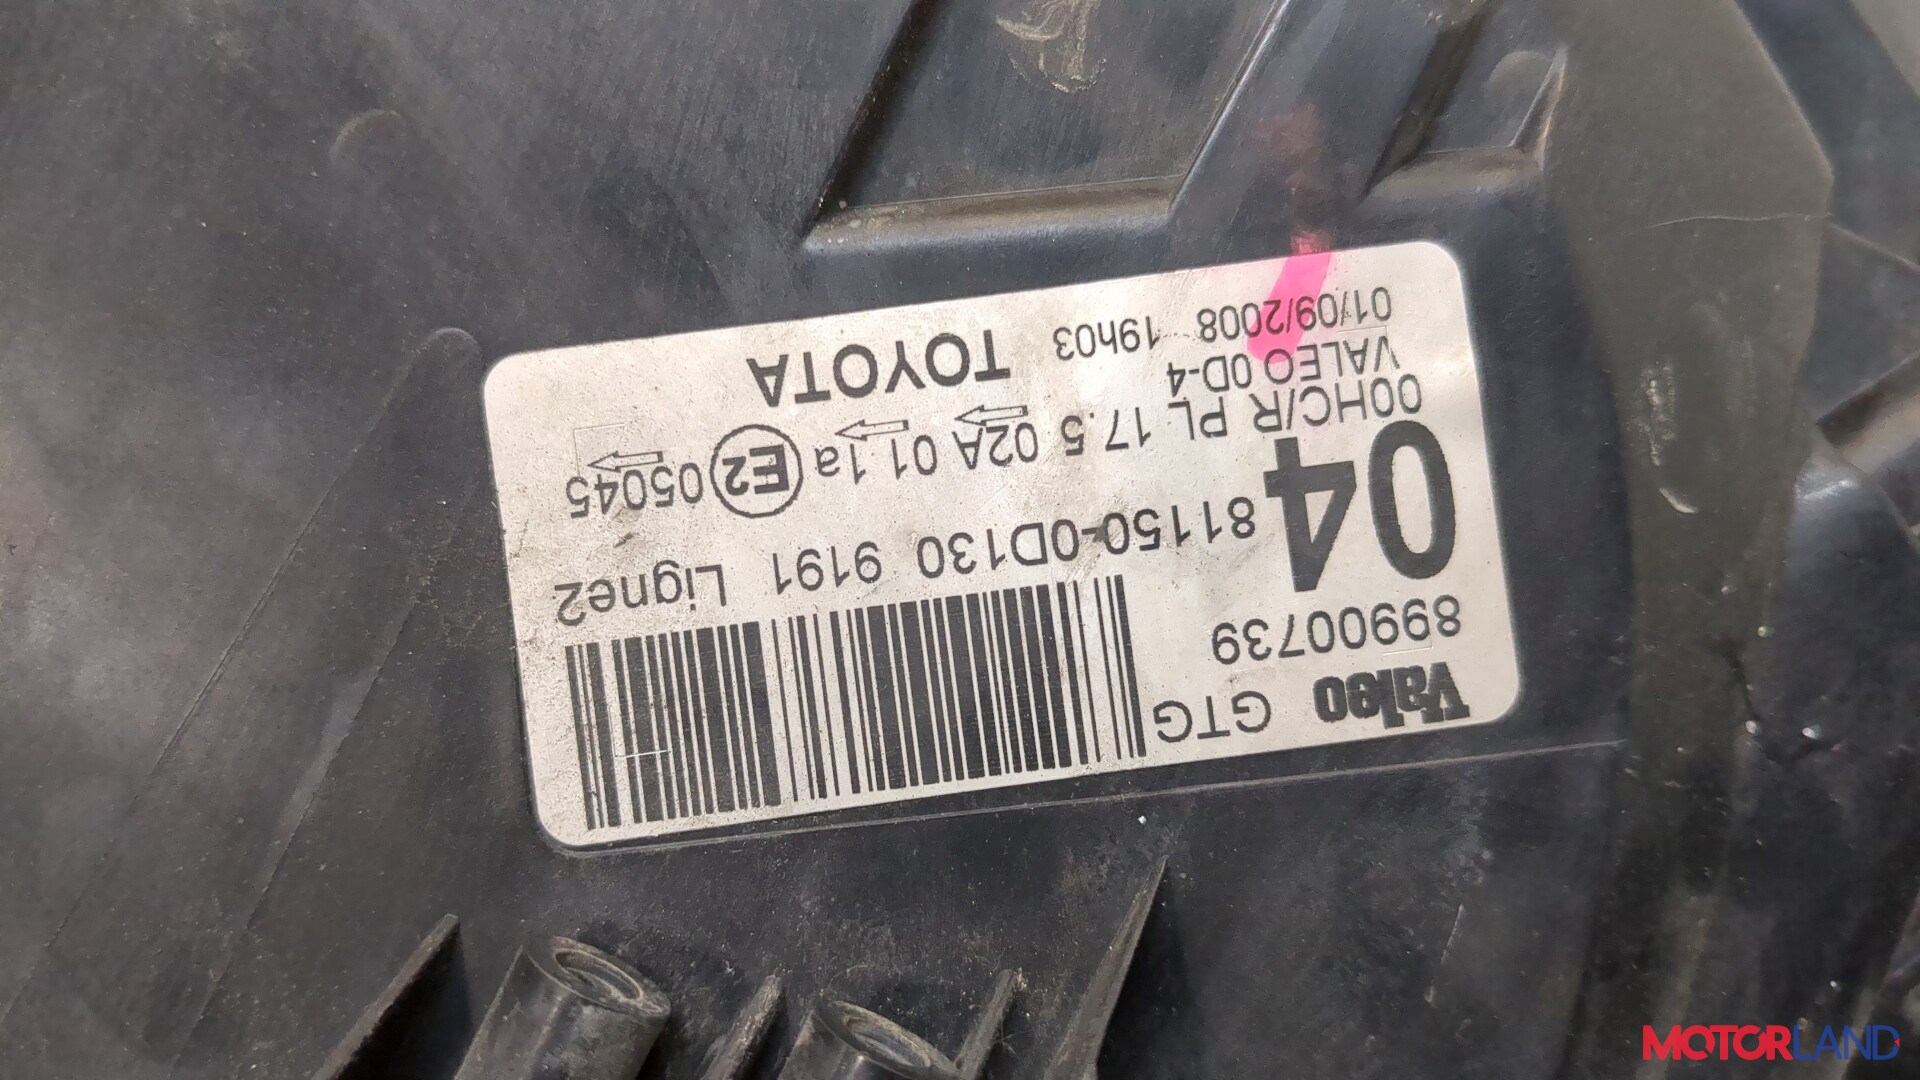 Valeo GTG
89900739
04 81150-0D130 9191 Ligne2
00HC/R PL 17.5 02A 01 1a E2 05045
VALEO 0D-4
01/09/2008 19h03 TOYOTA
MOTORLAND